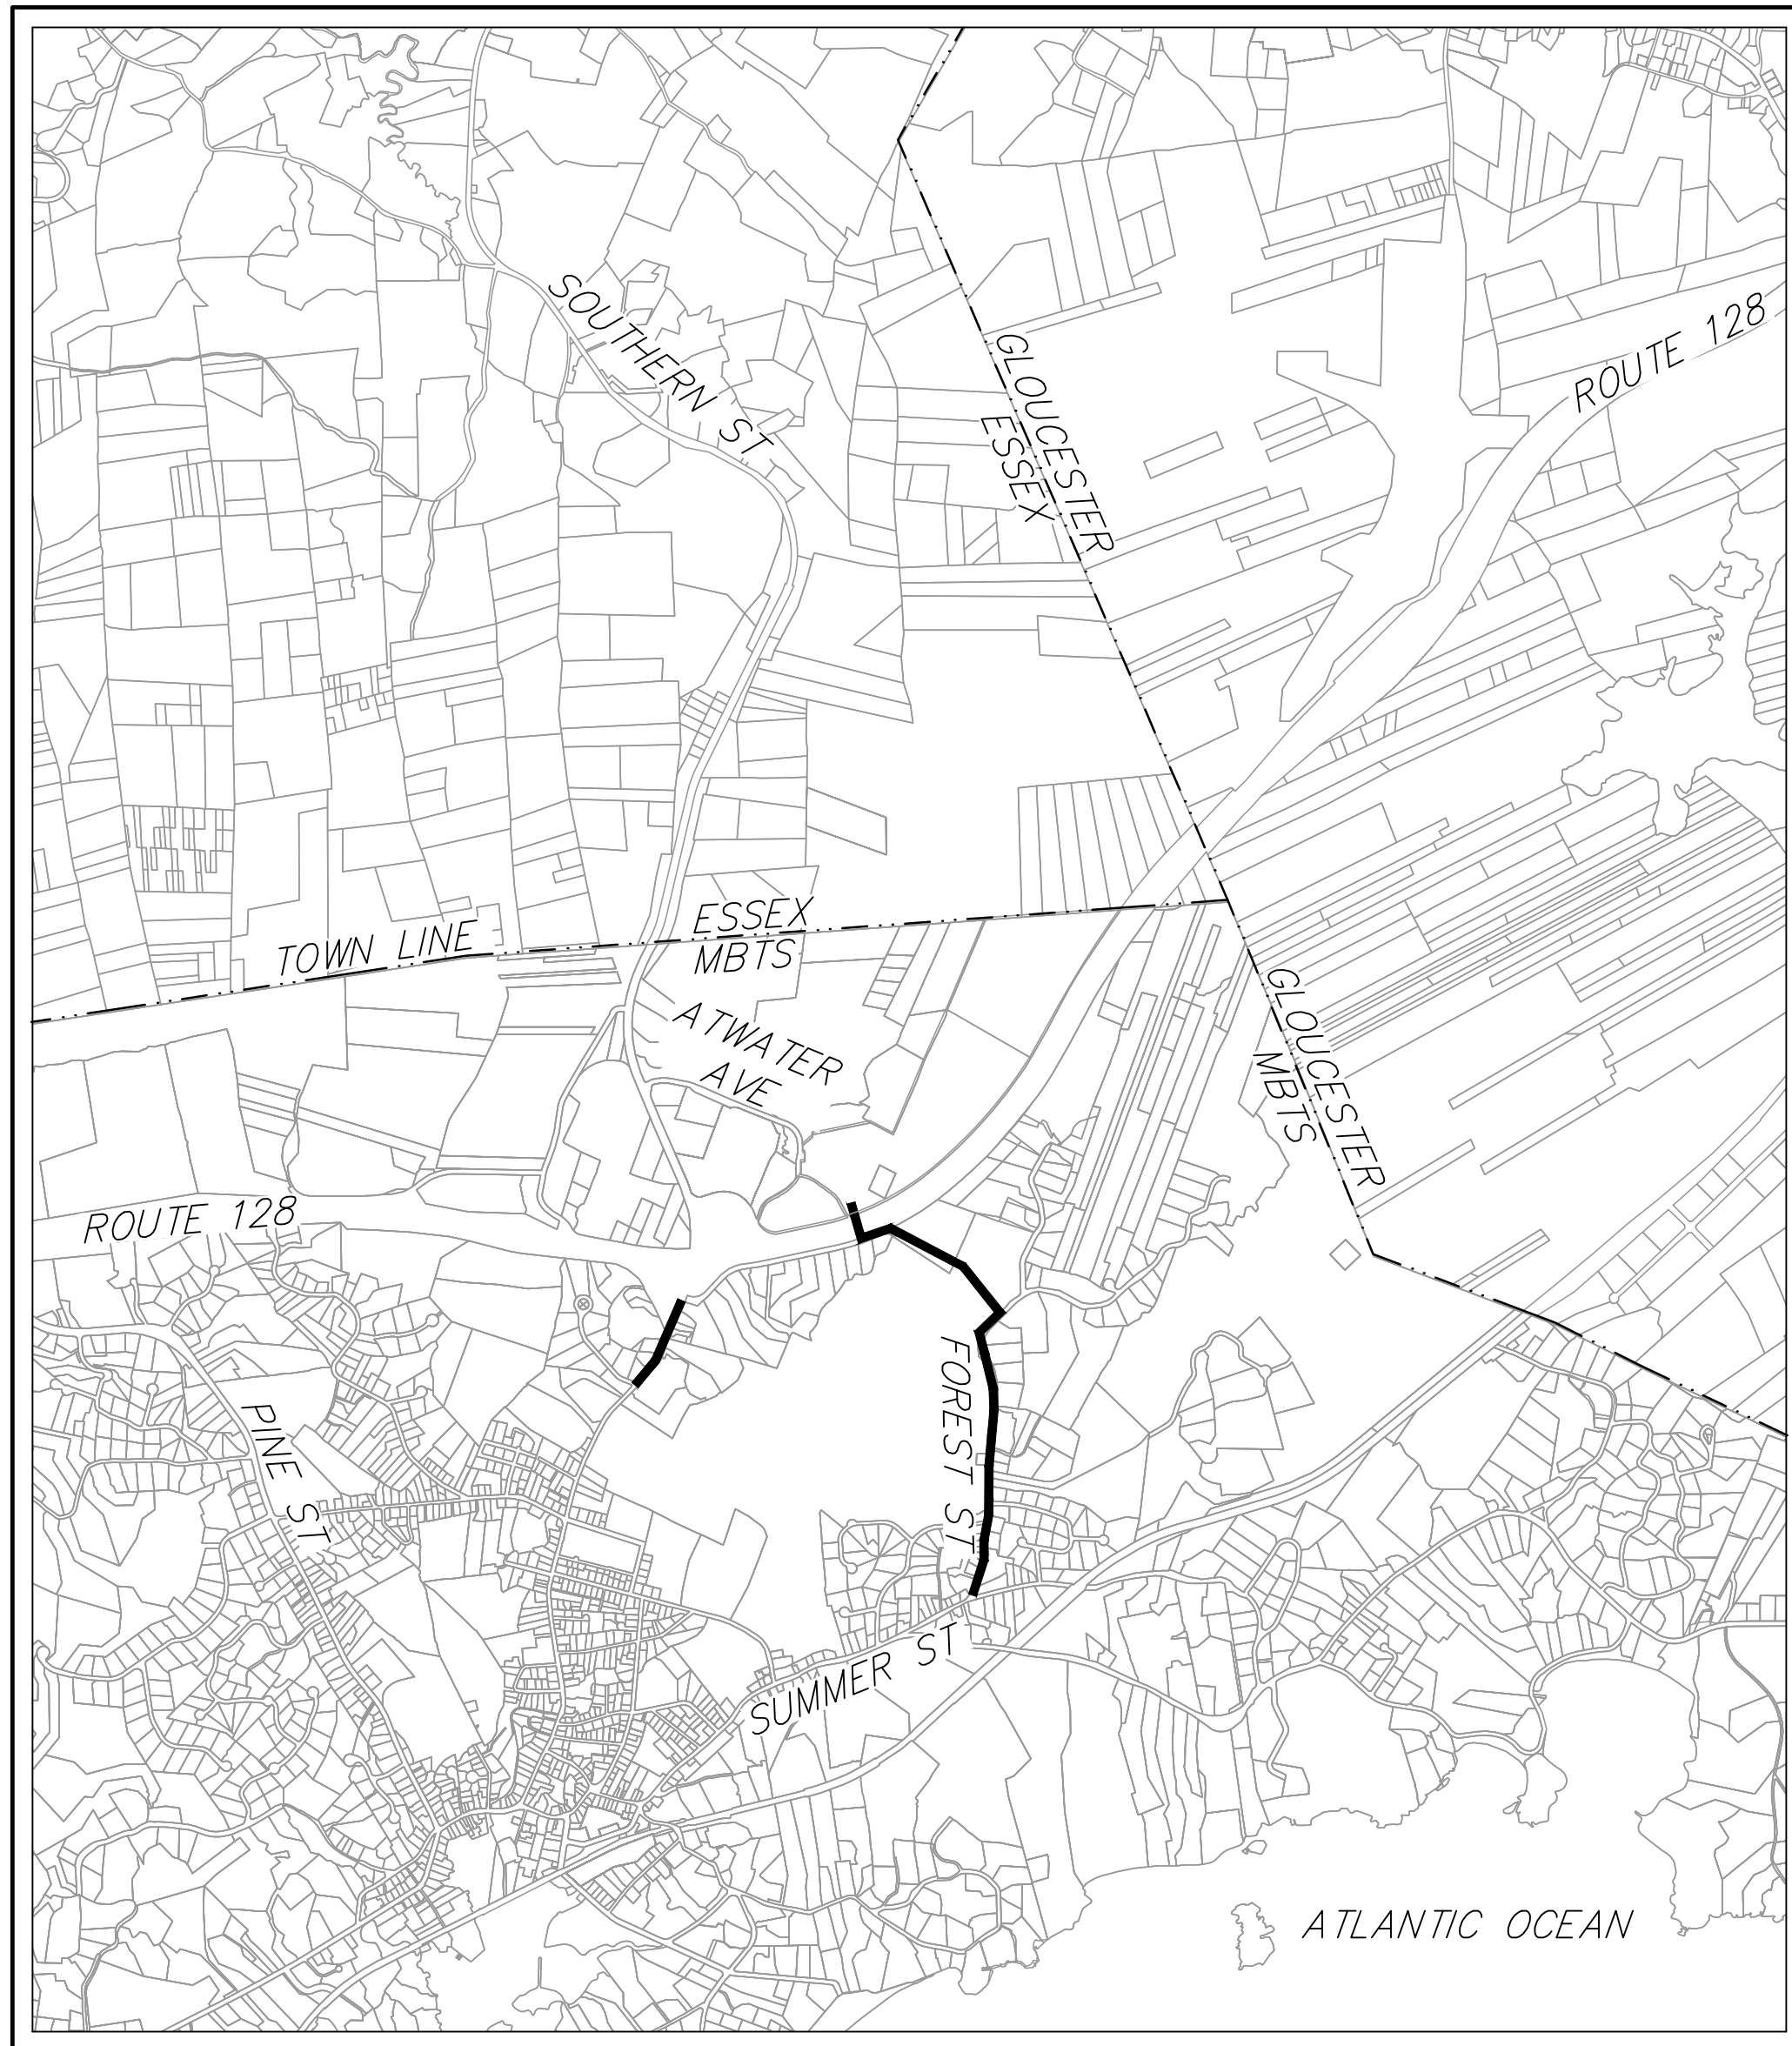 SOUTHERN ST
GLOUCESTER
ESSEX
ROUTE 128
TOWN LINE
ESSEX
MBTS
ATWATER
AVE
GLOUCESTER
MBTS
ROUTE 128
FOREST ST
PINE ST
SUMMER ST
ATLANTIC OCEAN